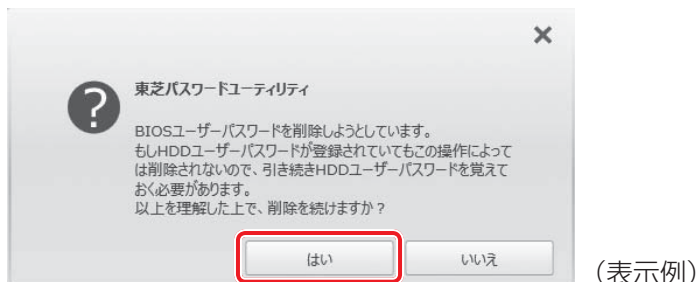 東芝パスワードユーティリティ
BIOSユーザーパスワードを削除しようとしています。
もしHDDユーザーパスワードが登録されていてもこの操作によって
は削除されないので、引き続きHDDユーザーパスワードを覚えて
おく必要があります。
以上を理解した上で、削除を続けますか？
はい
いいえ
（表示例）